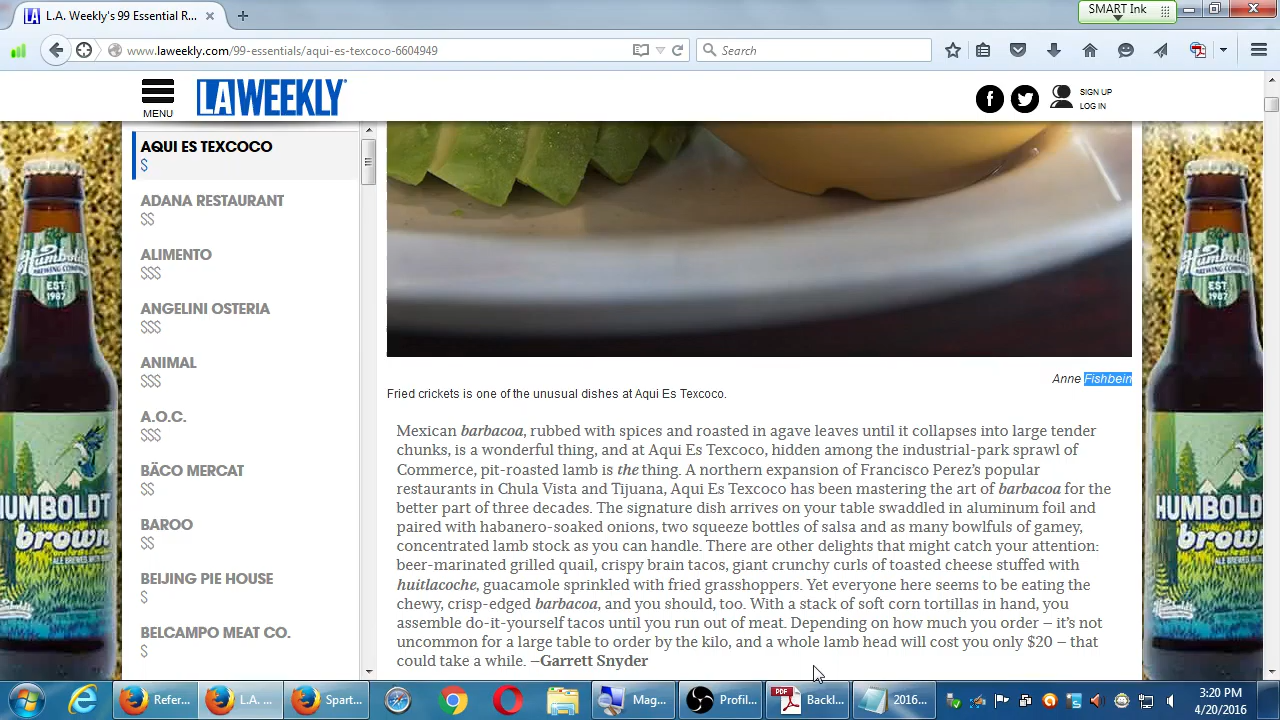 L.A. Weekly's 99 Essential R...
SMART Ink
www.laweekly.com/99-essentials/aqui-es-texcoco-6604949
Search
MENU
LA WEEKLY
SIGN UP
LOG IN
AQUI ES TEXCOCO
$
ADANA RESTAURANT
$$
ALIMENTO
$$$
ANGELINI OSTERIA
$$$
ANIMAL
$$$
A.O.C.
$$$
BÄCO MERCAT
$$
BAROO
$$
BEIJING PIE HOUSE
$
BELCAMPO MEAT CO.
$
Anne Fishbein
Fried crickets is one of the unusual dishes at Aqui Es Texcoco.
Mexican barbacoa, rubbed with spices and roasted in agave leaves until it collapses into large tender
chunks, is a wonderful thing, and at Aqui Es Texcoco, hidden among the industrial-park sprawl of
Commerce, pit-roasted lamb is the thing. A northern expansion of Francisco Perez's popular
restaurants in Chula Vista and Tijuana, Aqui Es Texcoco has been mastering the art of barbacoa for the
better part of three decades. The signature dish arrives on your table swaddled in aluminum foil and
paired with habanero-soaked onions, two squeeze bottles of salsa and as many bowlfuls of gamey,
concentrated lamb stock as you can handle. There are other delights that might catch your attention:
beer-marinated grilled quail, crispy brain tacos, giant crunchy curls of toasted cheese stuffed with
huitlacoche, guacamole sprinkled with fried grasshoppers. Yet everyone here seems to be eating the
chewy, crisp-edged barbacoa, and you should, too. With a stack of soft corn tortillas in hand, you
assemble do-it-yourself tacos until you run out of meat. Depending on how much you order – it's not
uncommon for a large table to order by the kilo, and a whole lamb head will cost you only $20 – that
could take a while. –Garrett Snyder
Humboldt
BREWING COMPANY
EST
1987
HUMBOLDT
brown
Humboldt
BREWING COMPANY
EST
1987
HUMBOLD
brow
Refer...
L.A. ...
Spart...
Mag...
Profil...
PDF
Backl...
2016...
3:20 PM
4/20/2016